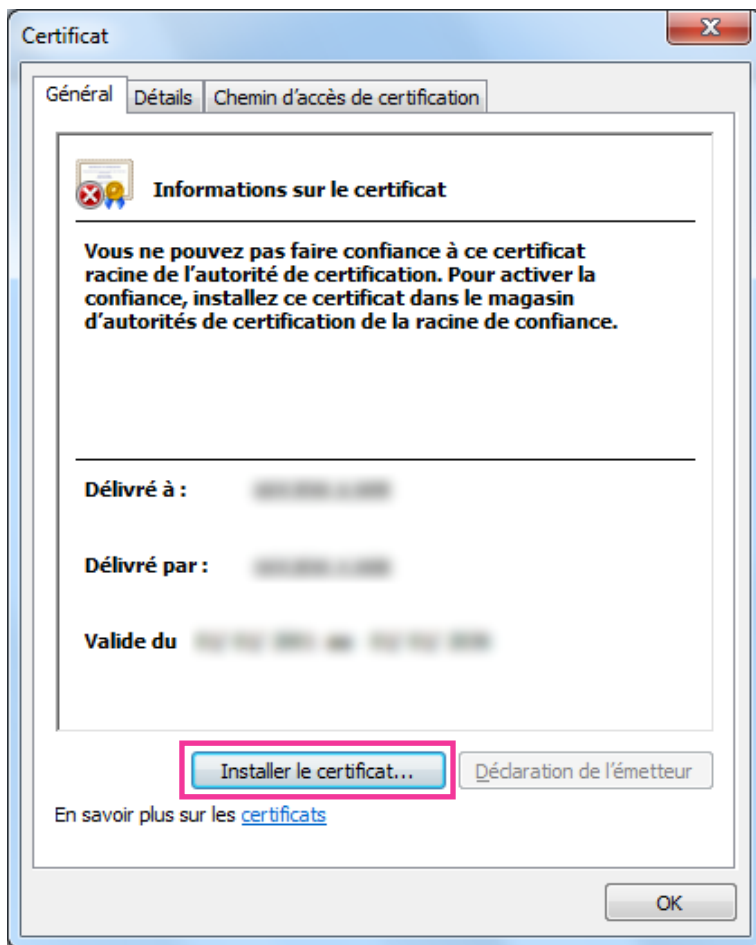 Certificat
Général
Détails
Chemin d'accès de certification
Informations sur le certificat
Vous ne pouvez pas faire confiance à ce certificat
racine de l'autorité de certification. Pour activer la
confiance, installez ce certificat dans le magasin
d'autorités de certification de la racine de confiance.
Délivré à :
Délivré par :
Valide du
Installer le certificat...
Déclaration de l'émetteur
En savoir plus sur les certificats
OK